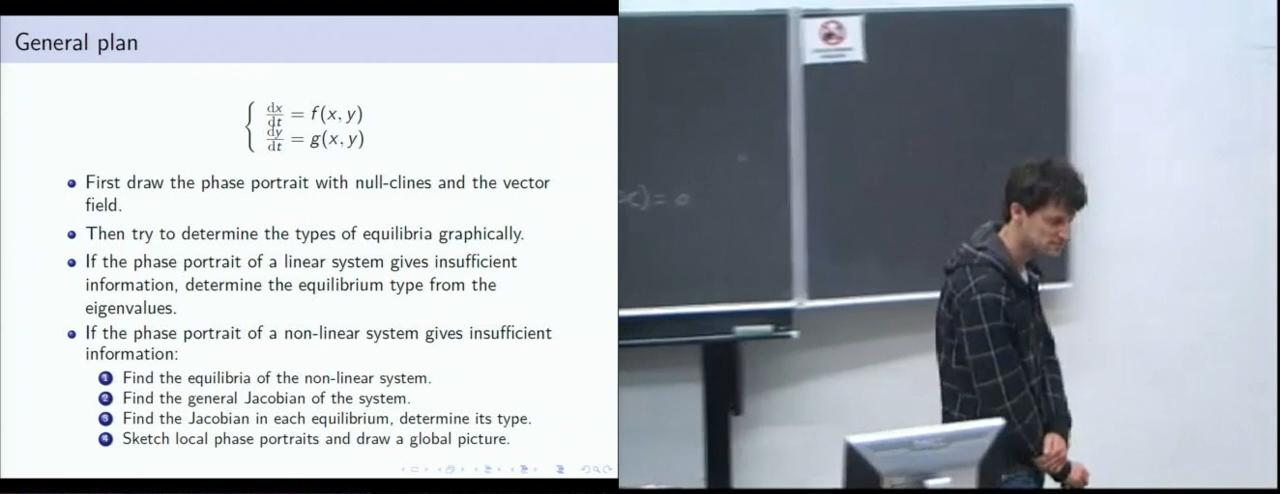 General plan
{ dx/dt = f(x, y)
dy/dt = g(x, y)
• First draw the phase portrait with null-clines and the vector
field.
• Then try to determine the types of equilibria graphically.
• If the phase portrait of a linear system gives insufficient
information, determine the equilibrium type from the
eigenvalues.
• If the phase portrait of a non-linear system gives insufficient
information:
1 Find the equilibria of the non-linear system.
2 Find the general Jacobian of the system.
3 Find the Jacobian in each equilibrium, determine its type.
4 Sketch local phase portraits and draw a global picture.
) = 0